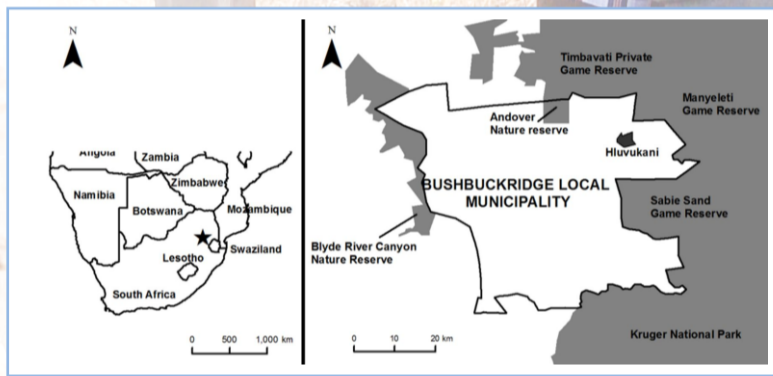 N
Angola
Zambia
Zimbabwe
Namibia
Botswana
Mozambique
Swaziland
Lesotho
South Africa
0 500 1,000 km
N
Timbavati Private
Game Reserve
Manyeleti
Game Reserve
Andover
Nature reserve
Hluvukani
BUSHBUCKRIDGE LOCAL
MUNICIPALITY
Sabie Sand
Game Reserve
Blyde River Canyon
Nature Reserve
Kruger National Park
0 10 20 km